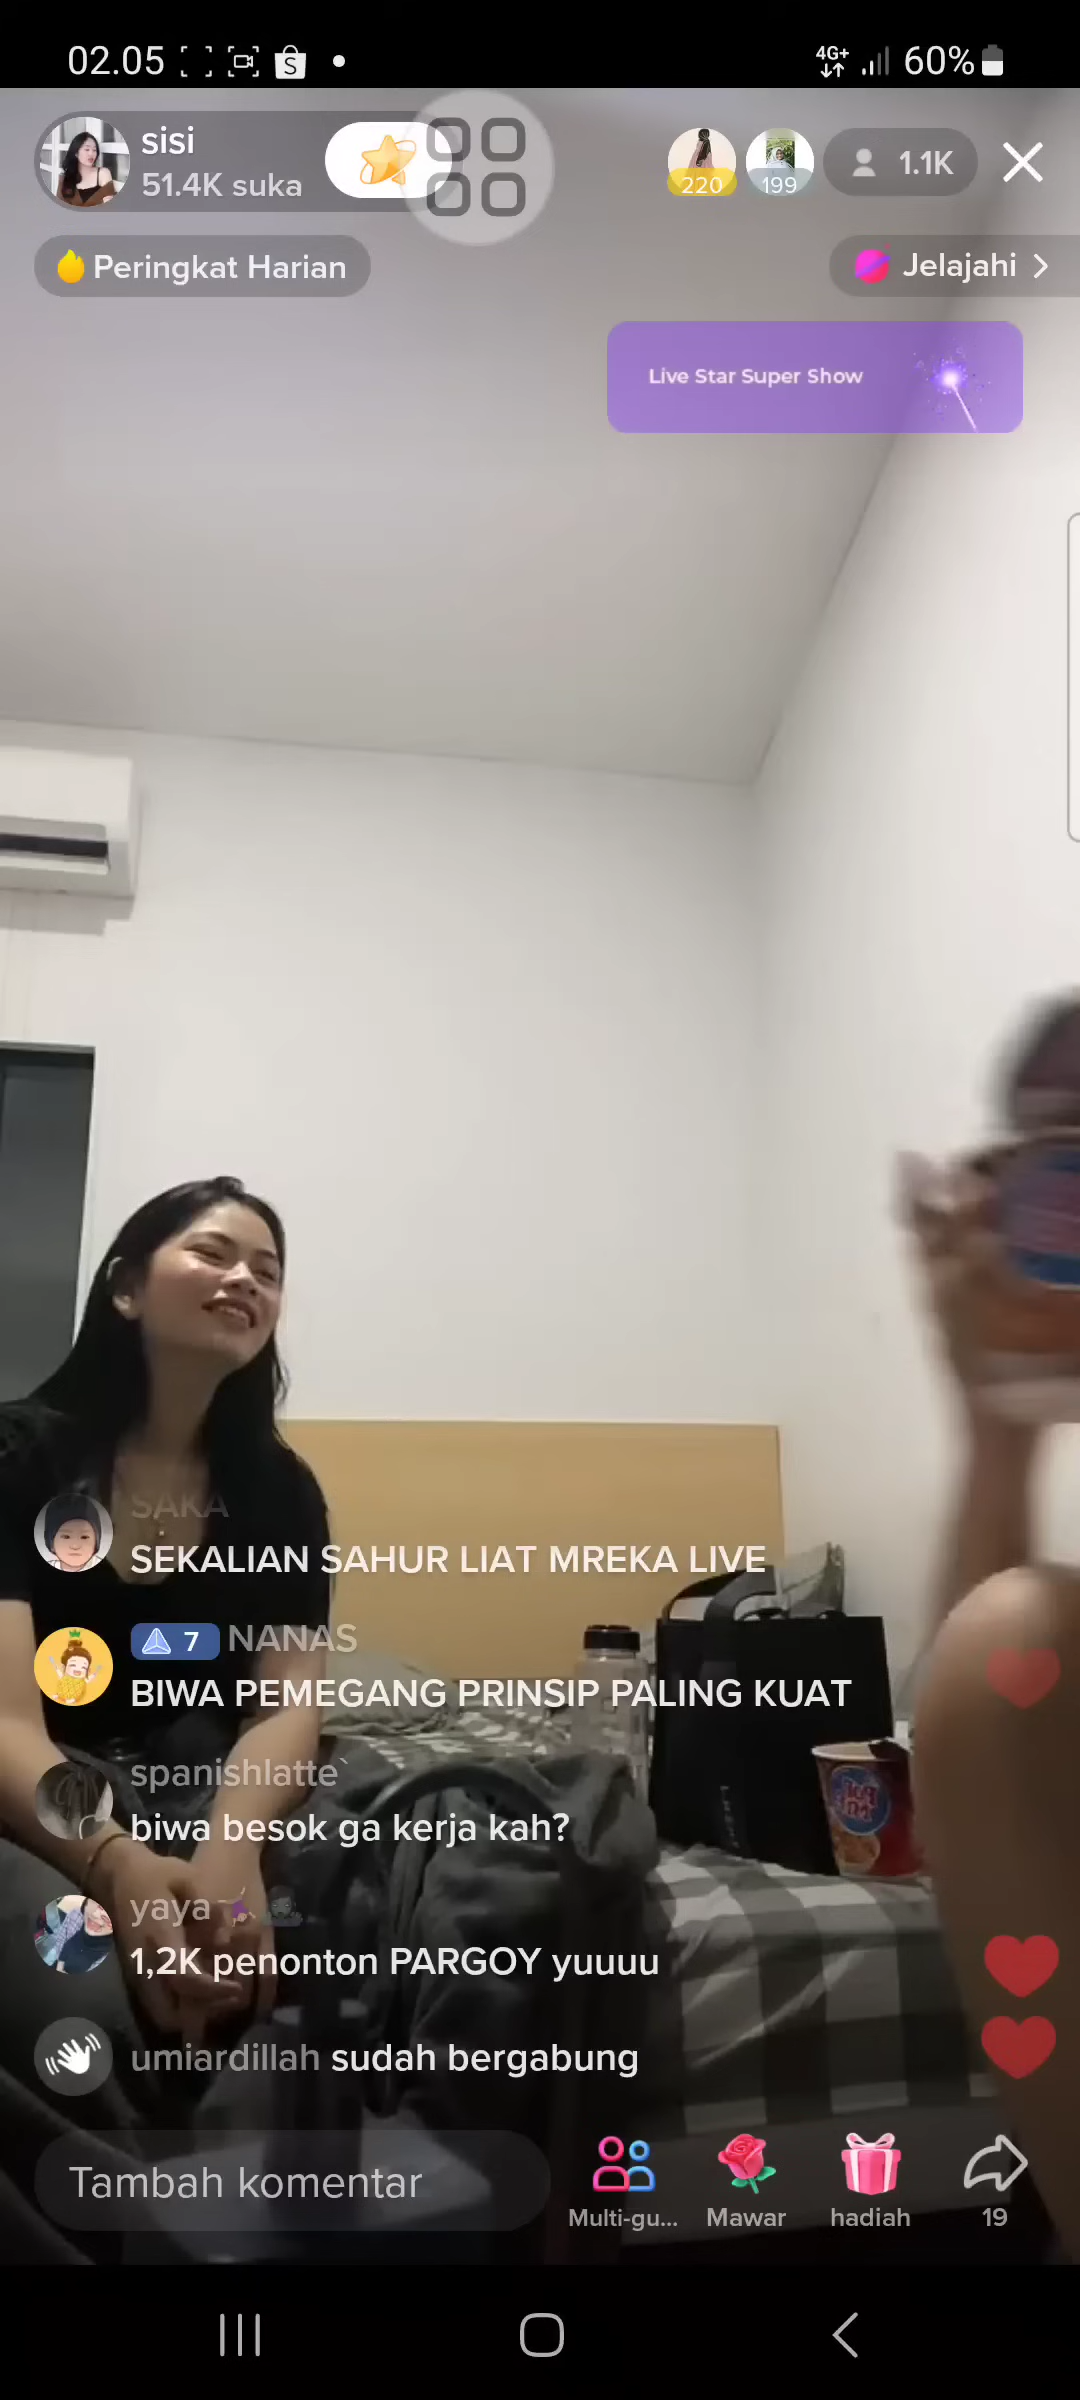 02.05
4G+
60%
sisi
51.4K suka
220
199
1.1K
Peringkat Harian
Jelajahi
Live Star Super Show
SAKA
SEKALIAN SAHUR LIAT MREKA LIVE
7 NANAS
BIWA PEMEGANG PRINSIP PALING KUAT
spanishlatte`
biwa besok ga kerja kah?
yaya
1,2K penonton PARGOY yuuuu
umiardillah sudah bergabung
Tambah komentar
Multi-gu...
Mawar
hadiah
19